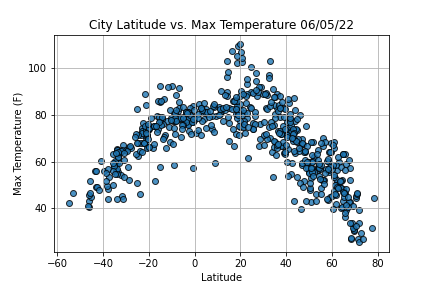 City Latitude vs. Max Temperature 06/05/22
Max Temperature (F)
100
80
60
40
−60 −40 −20 0 20 40 60 80
Latitude